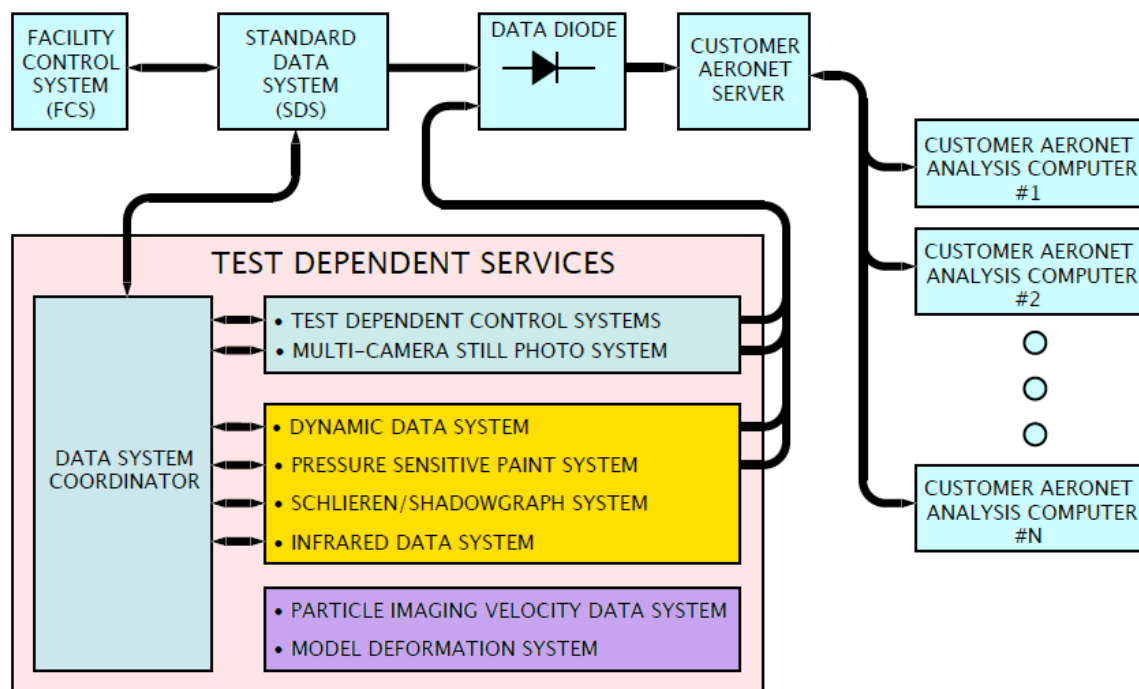 FACILITY
CONTROL
SYSTEM
(FCS)
STANDARD
DATA
SYSTEM
(SDS)
DATA DIODE
CUSTOMER
AERONET
SERVER
CUSTOMER AERONET
ANALYSIS COMPUTER
#1
CUSTOMER AERONET
ANALYSIS COMPUTER
#2
CUSTOMER AERONET
ANALYSIS COMPUTER
#N
TEST DEPENDENT SERVICES
DATA SYSTEM
COORDINATOR
• TEST DEPENDENT CONTROL SYSTEMS
• MULTI-CAMERA STILL PHOTO SYSTEM
• DYNAMIC DATA SYSTEM
• PRESSURE SENSITIVE PAINT SYSTEM
• SCHLIEREN/SHADOWGRAPH SYSTEM
• INFRARED DATA SYSTEM
• PARTICLE IMAGING VELOCITY DATA SYSTEM
• MODEL DEFORMATION SYSTEM